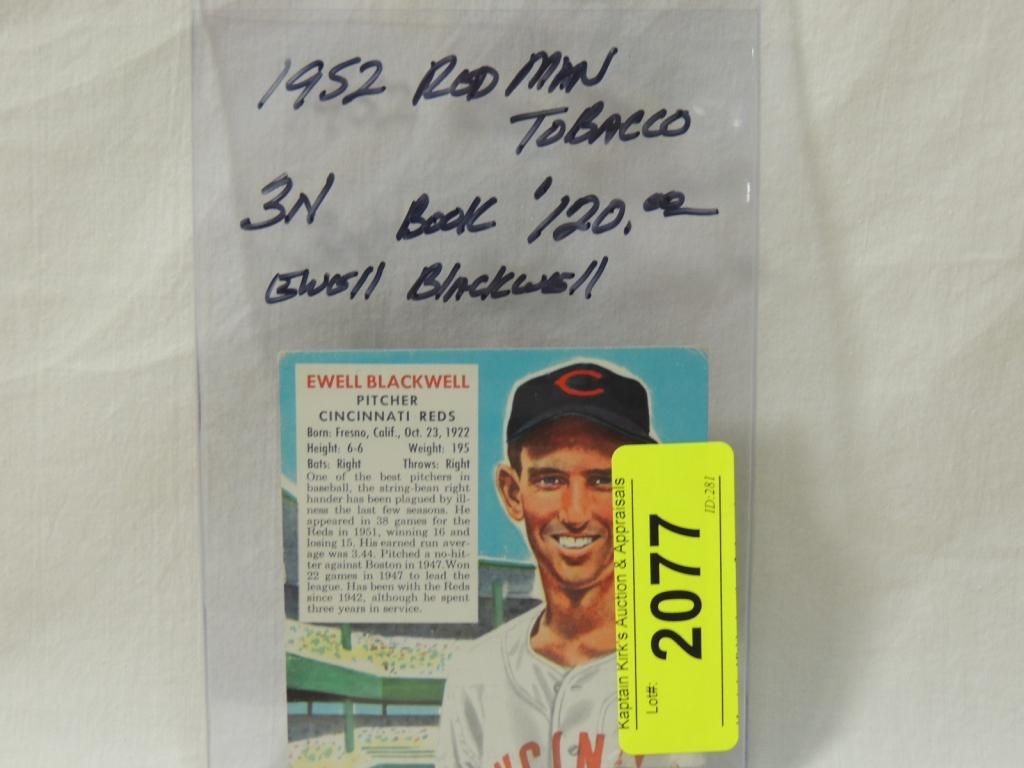 1952 RED MAN
TOBACCO
3N BOOK $120.00
EWEll BlACKWEll
EWELL BLACKWELL
PITCHER
CINCINNATI REDS
Born: Fresno, Calif., Oct. 23, 1922
Height: 6-6 Weight: 195
Bats: Right Throws: Right
One of the best pitchers in
baseball, the string-bean right
hander has been plagued by ill-
ness the last few seasons. He
appeared in 38 games for the
Reds in 1951, winning 16 and
losing 15. His earned run aver-
age was 3.44. Pitched a no-hit-
ter against Boston in 1947. Won
22 games in 1947 to lead the
league. Has been with the Reds
since 1942, although he spent
three years in service.
C
NCINN
Kaptain Kirk's Auction & Appraisals
Lot#: 2077
ID:281